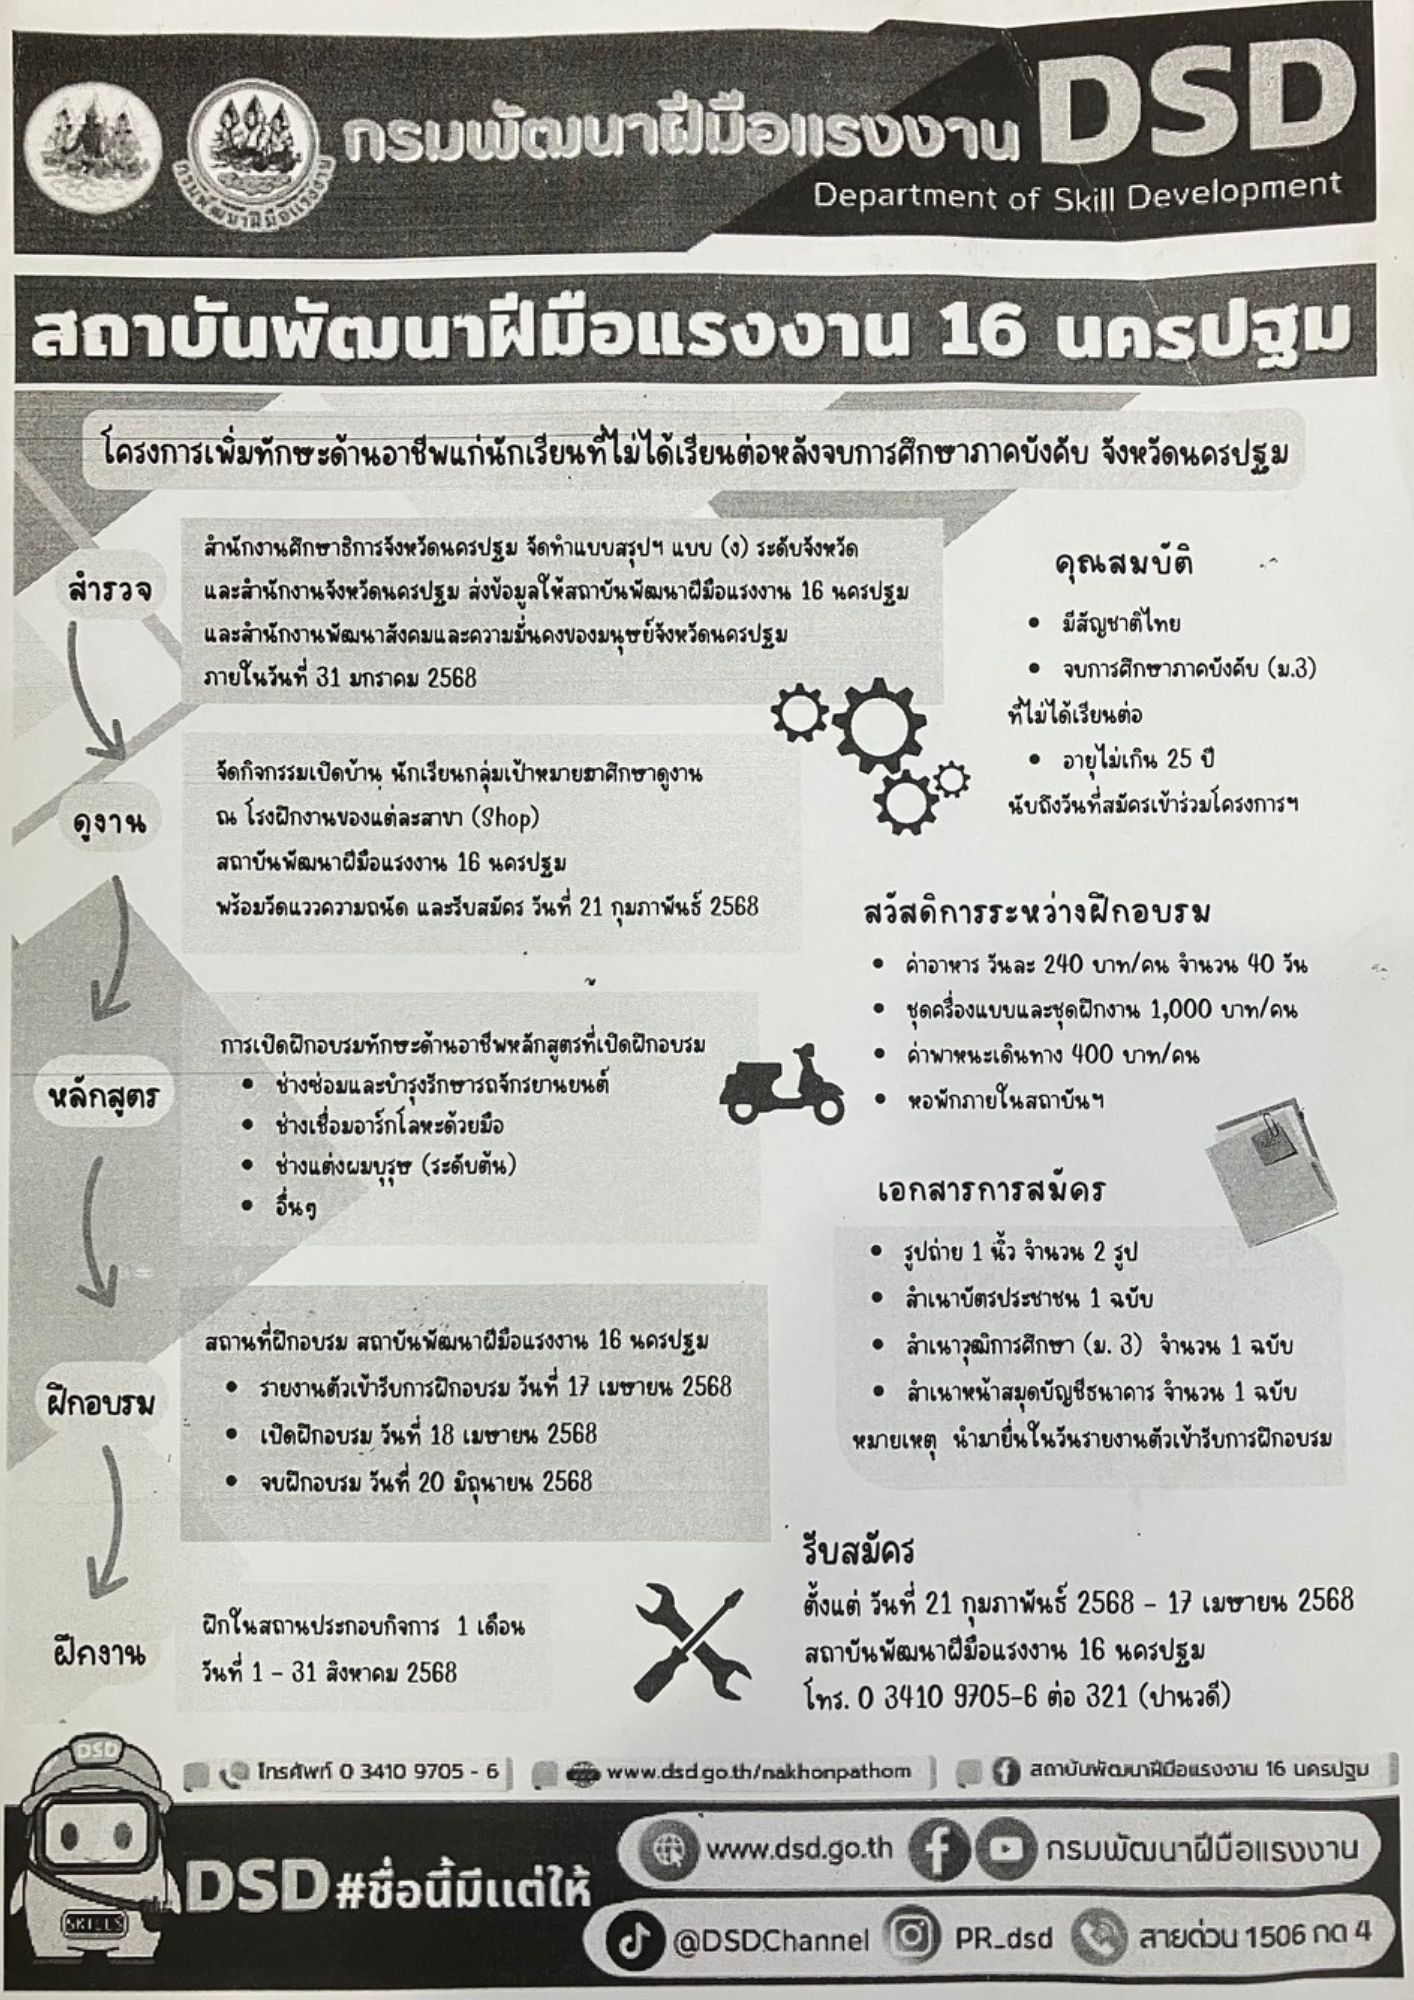 กรมพัฒนาฝีมือแรงงาน DSD
Department of Skill Development
กรมพัฒนาฝีมือแรงงาน
สถาบันพัฒนาฝีมือแรงงาน 16 นครปฐม
โครงการเพิ่มทักษะด้านอาชีพแก่นักเรียนที่ไม่ได้เรียนต่อหลังจบการศึกษาภาคบังคับ จังหวัดนครปฐม
สำรวจ
สำนักงานศึกษาธิการจังหวัดนครปฐม จัดทำแบบสรุปฯ แบบ (ง) ระดับจังหวัด
และสำนักงานจังหวัดนครปฐม ส่งข้อมูลให้สถาบันพัฒนาฝีมือแรงงาน 16 นครปฐม
และสำนักงานพัฒนาสังคมและความมั่นคงของมนุษย์จังหวัดนครปฐม
ภายในวันที่ 31 มกราคม 2568
ดูงาน
จัดกิจกรรมเปิดบ้าน นักเรียนกลุ่มเป้าหมายมาศึกษาดูงาน
ณ โรงฝึกงานของแต่ละสาขา (Shop)
สถาบันพัฒนาฝีมือแรงงาน 16 นครปฐม
พร้อมวัดแววความถนัด และรับสมัคร วันที่ 21 กุมภาพันธ์ 2568
หลักสูตร
การเปิดฝึกอบรมทักษะด้านอาชีพหลักสูตรที่เปิดฝึกอบรม
• ช่างซ่อมและบำรุงรักษารถจักรยานยนต์
• ช่างเชื่อมอาร์กโลหะด้วยมือ
• ช่างแต่งผมบุรุษ (ระดับต้น)
• อื่นๆ
ฝึกอบรม
สถานที่ฝึกอบรม สถาบันพัฒนาฝีมือแรงงาน 16 นครปฐม
• รายงานตัวเข้ารับการฝึกอบรม วันที่ 17 เมษายน 2568
• เปิดฝึกอบรม วันที่ 18 เมษายน 2568
• จบฝึกอบรม วันที่ 20 มิถุนายน 2568
ฝึกงาน
ฝึกในสถานประกอบกิจการ 1 เดือน
วันที่ 1 - 31 สิงหาคม 2568
คุณสมบัติ
• มีสัญชาติไทย
• จบการศึกษาภาคบังคับ (ม.3)
ที่ไม่ได้เรียนต่อ
• อายุไม่เกิน 25 ปี
นับถึงวันที่สมัครเข้าร่วมโครงการฯ
สวัสดิการระหว่างฝึกอบรม
• ค่าอาหาร วันละ 240 บาท/คน จำนวน 40 วัน
• ชุดเครื่องแบบและชุดฝึกงาน 1,000 บาท/คน
• ค่าพาหนะเดินทาง 400 บาท/คน
• หอพักภายในสถาบันฯ
เอกสารการสมัคร
• รูปถ่าย 1 นิ้ว จำนวน 2 รูป
• สำเนาบัตรประชาชน 1 ฉบับ
• สำเนาวุฒิการศึกษา (ม. 3) จำนวน 1 ฉบับ
• สำเนาหน้าสมุดบัญชีธนาคาร จำนวน 1 ฉบับ
หมายเหตุ นำมายื่นในวันรายงานตัวเข้ารับการฝึกอบรม
รับสมัคร
ตั้งแต่ วันที่ 21 กุมภาพันธ์ 2568 - 17 เมษายน 2568
สถาบันพัฒนาฝีมือแรงงาน 16 นครปฐม
โทร. 0 3410 9705-6 ต่อ 321 (ปานวดี)
โทรศัพท์ 0 3410 9705 - 6
www.dsd.go.th/nakhonpathom
สถาบันพัฒนาฝีมือแรงงาน 16 นครปฐม
DSD
SKILLS
DSD #ชื่อนี้มีแต่ให้
www.dsd.go.th
กรมพัฒนาฝีมือแรงงาน
@DSDChannel
PR_dsd
สายด่วน 1506 กด 4